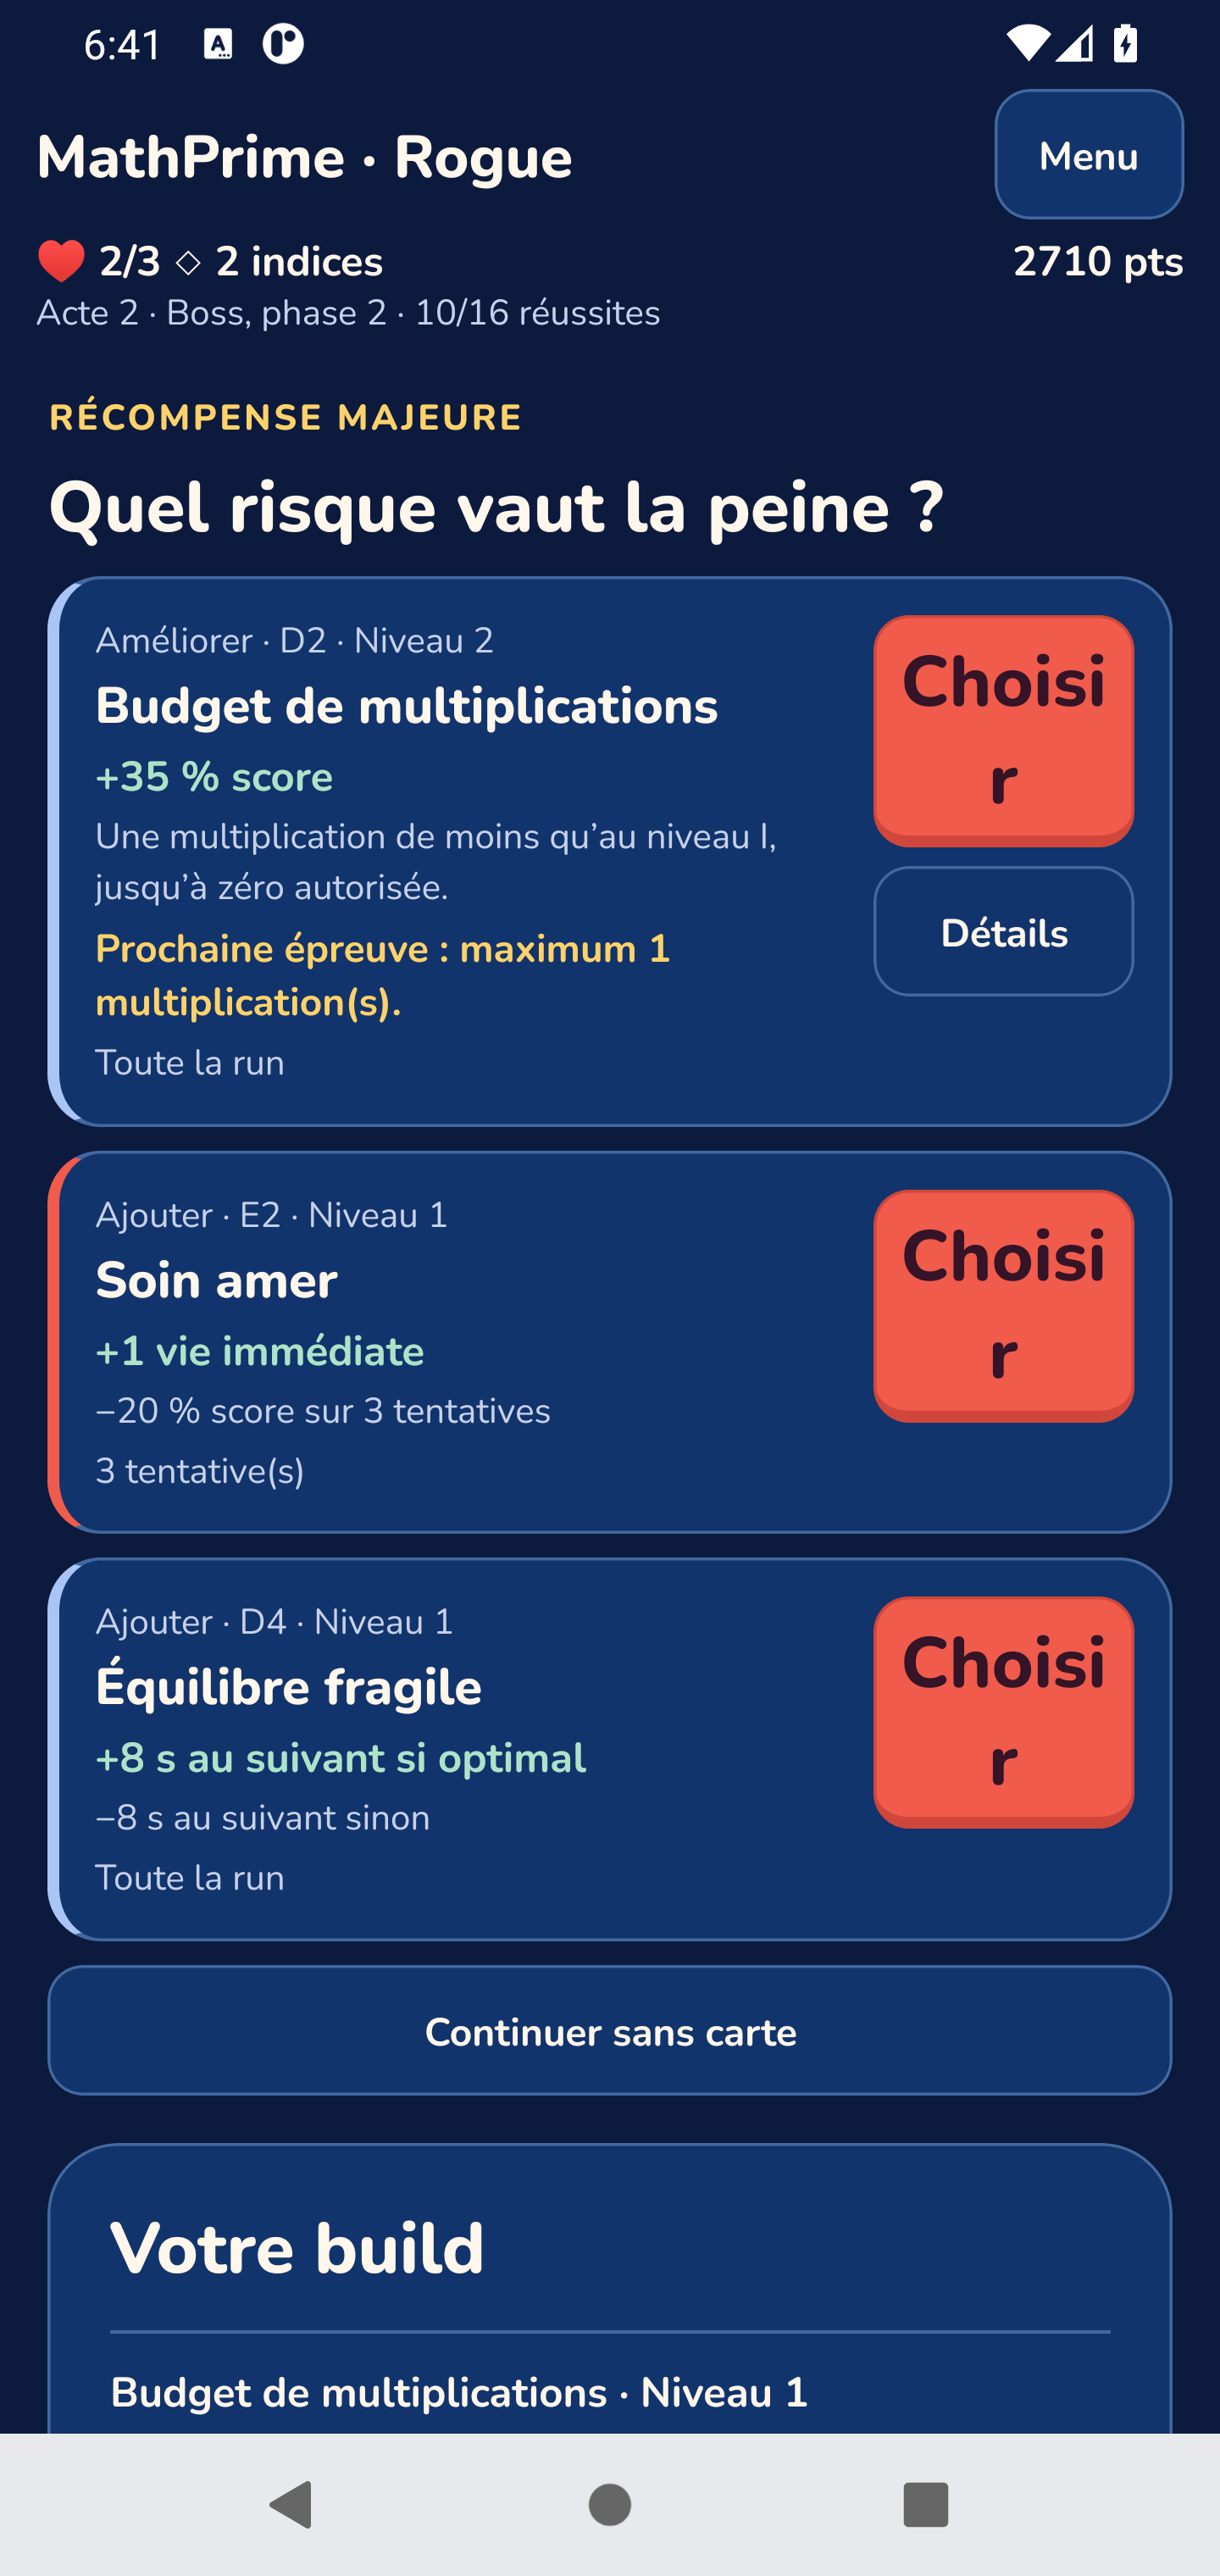 6:41
MathPrime · Rogue
Menu
❤️ 2/3 ◇ 2 indices
2710 pts
Acte 2 · Boss, phase 2 · 10/16 réussites
RÉCOMPENSE MAJEURE
Quel risque vaut la peine ?
Améliorer · D2 · Niveau 2
Budget de multiplications
+35 % score
Une multiplication de moins qu’au niveau I,
jusqu’à zéro autorisée.
Prochaine épreuve : maximum 1
multiplication(s).
Toute la run
Choisi
r
Détails
Ajouter · E2 · Niveau 1
Soin amer
+1 vie immédiate
−20 % score sur 3 tentatives
3 tentative(s)
Choisi
r
Ajouter · D4 · Niveau 1
Équilibre fragile
+8 s au suivant si optimal
−8 s au suivant sinon
Toute la run
Choisi
r
Continuer sans carte
Votre build
Budget de multiplications · Niveau 1